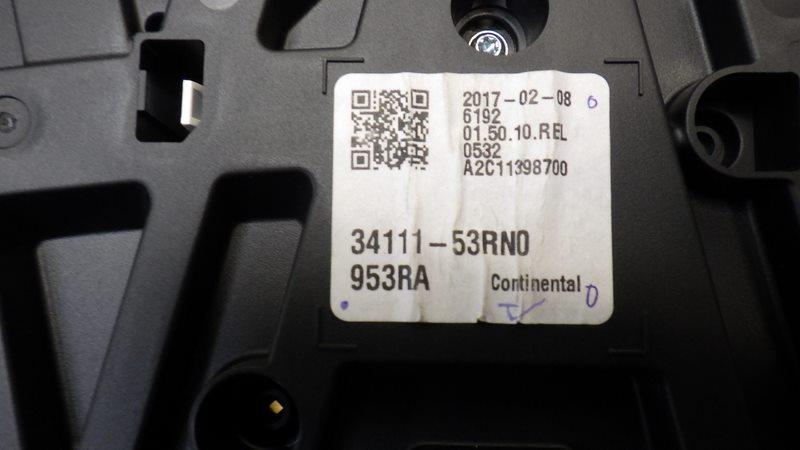 2017-02-08
6192
01.50.10.REL
0532
A2C11398700
34111-53RN0
953RA
Continental